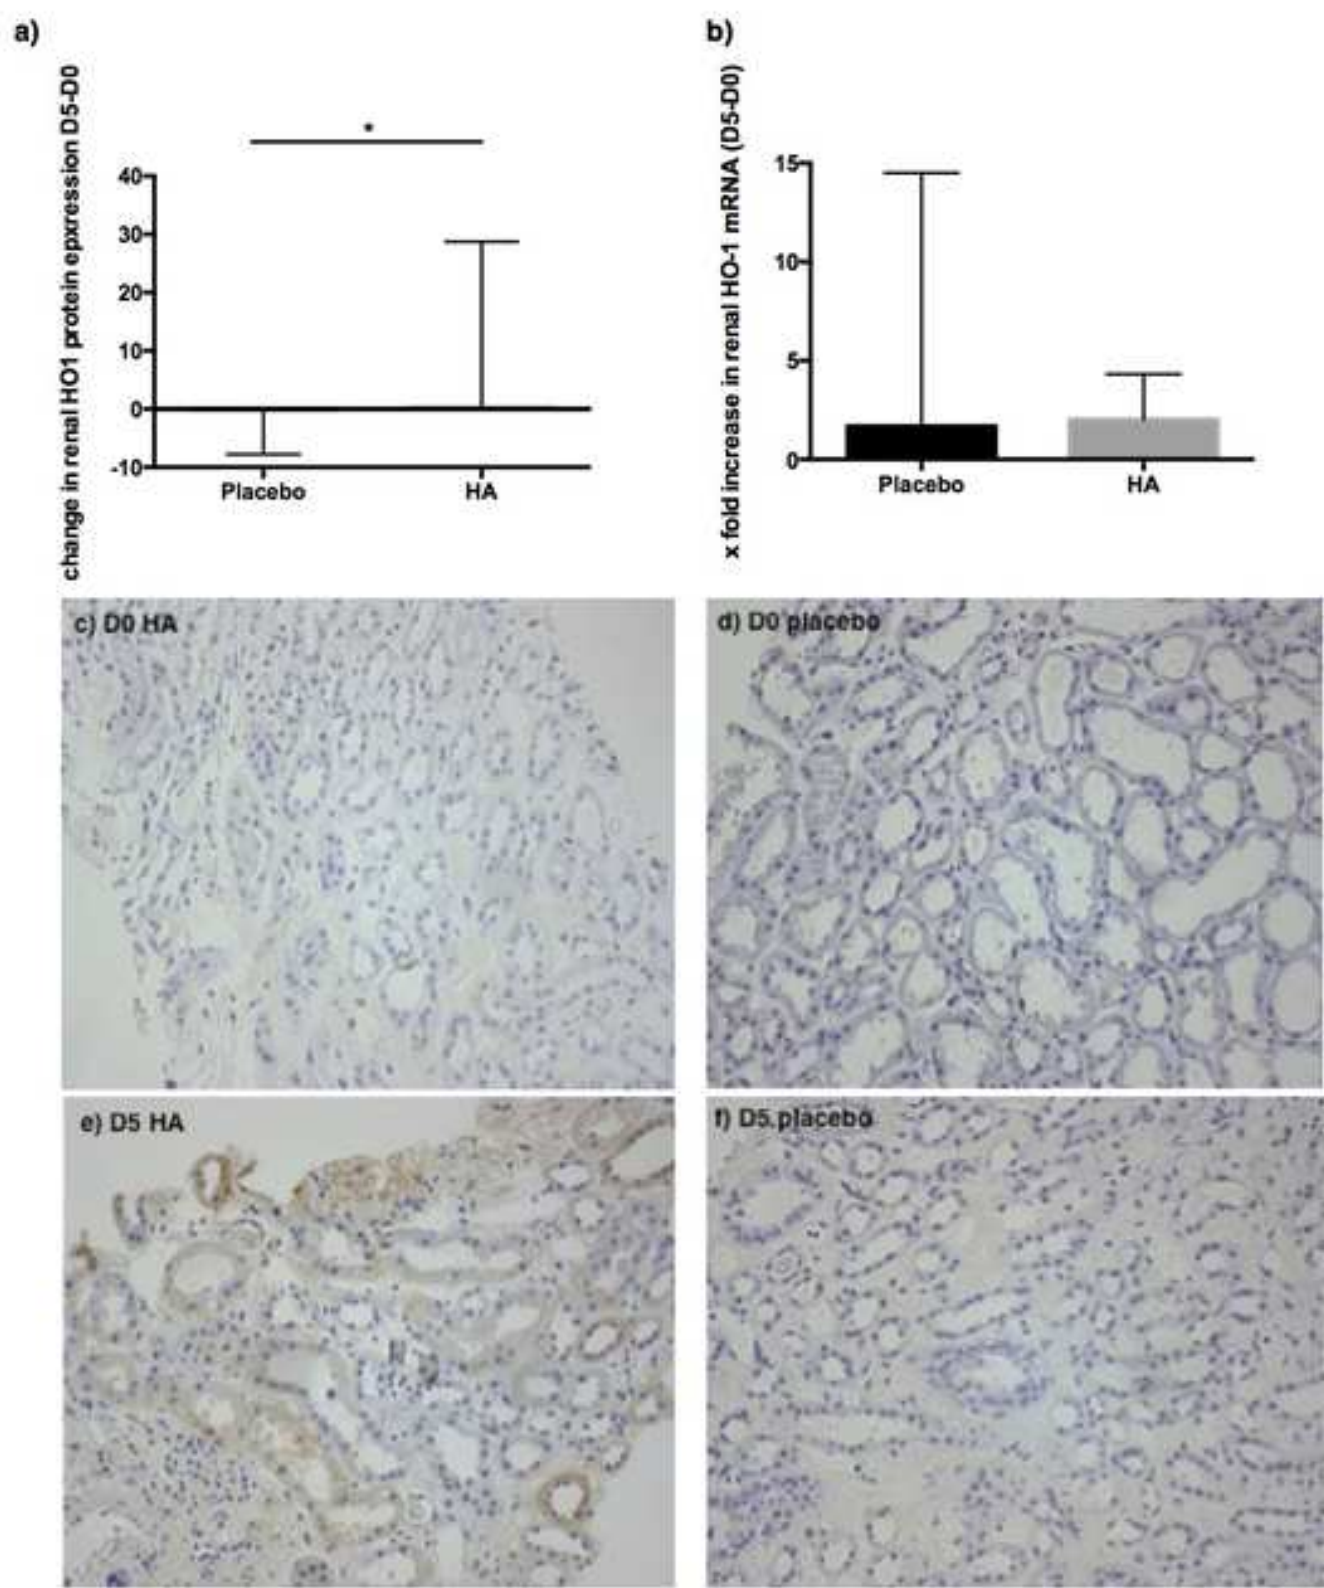 a)
change in renal HO1 protein epxression D5-D0
*
40
30
20
10
0
-10
Placebo
HA
b)
x fold increase in renal HO-1 mRNA (D5-D0)
15
10
5
0
Placebo
HA
c) D0 HA
d) D0 placebo
e) D5 HA
f) D5 placebo